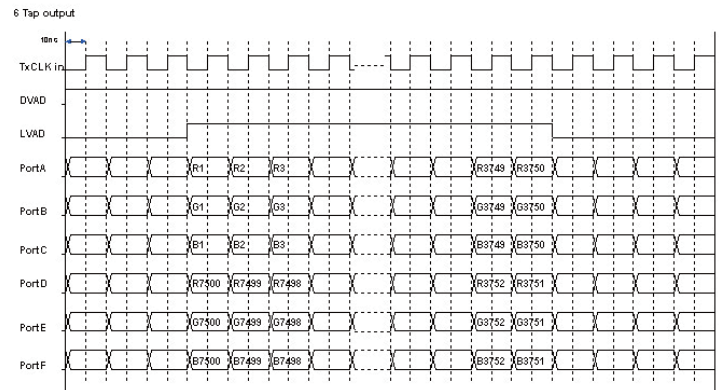 6 Tap output
10ns
TxCLK in
DVAD
LVAD
PortA R1 R2 R3 R3749 R3750
PortB G1 G2 G3 G3749 G3750
PortC B1 B2 B3 B3749 B3750
PortD R7500 R7499 R7498 R3752 R3751
PortE G7500 G7499 G7498 G3752 G3751
PortF B7500 B7499 B7498 B3752 B3751